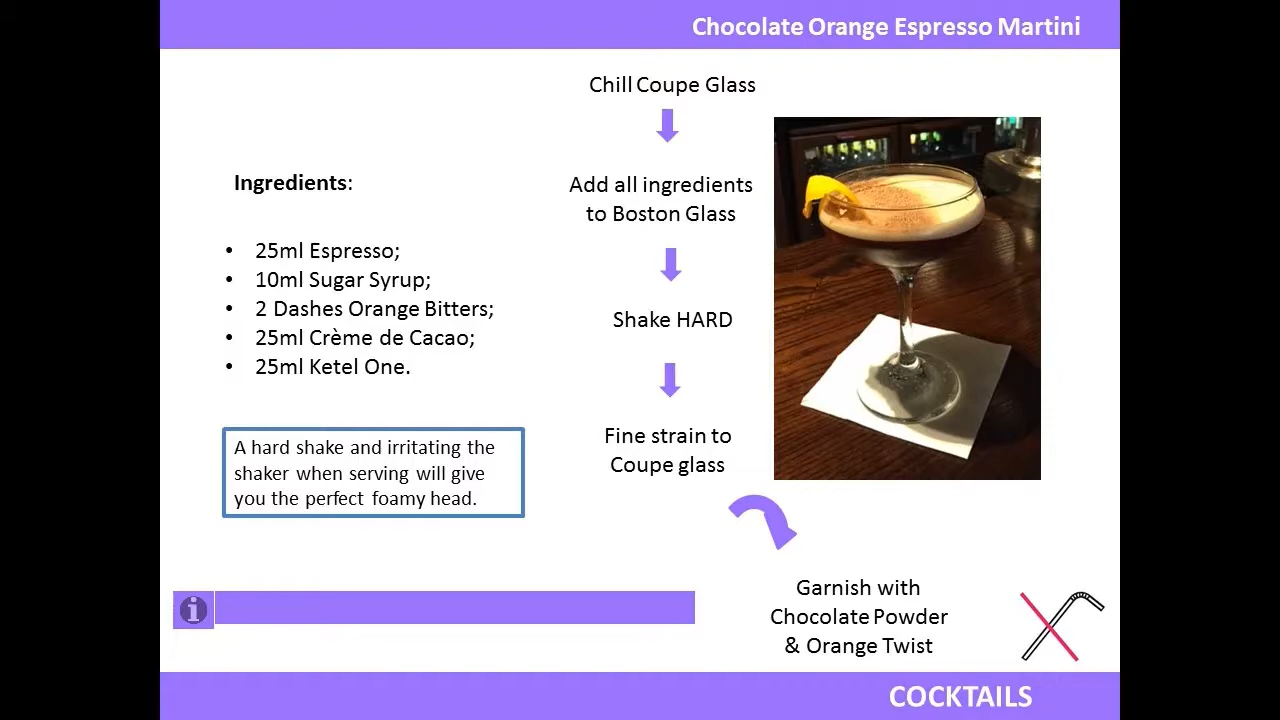 Chocolate Orange Espresso Martini
Chill Coupe Glass
Ingredients:
• 25ml Espresso;
• 10ml Sugar Syrup;
• 2 Dashes Orange Bitters;
• 25ml Crème de Cacao;
• 25ml Ketel One.
A hard shake and irritating the
shaker when serving will give
you the perfect foamy head.
Add all ingredients
to Boston Glass
Shake HARD
Fine strain to
Coupe glass
Garnish with
Chocolate Powder
& Orange Twist
i
COCKTAILS